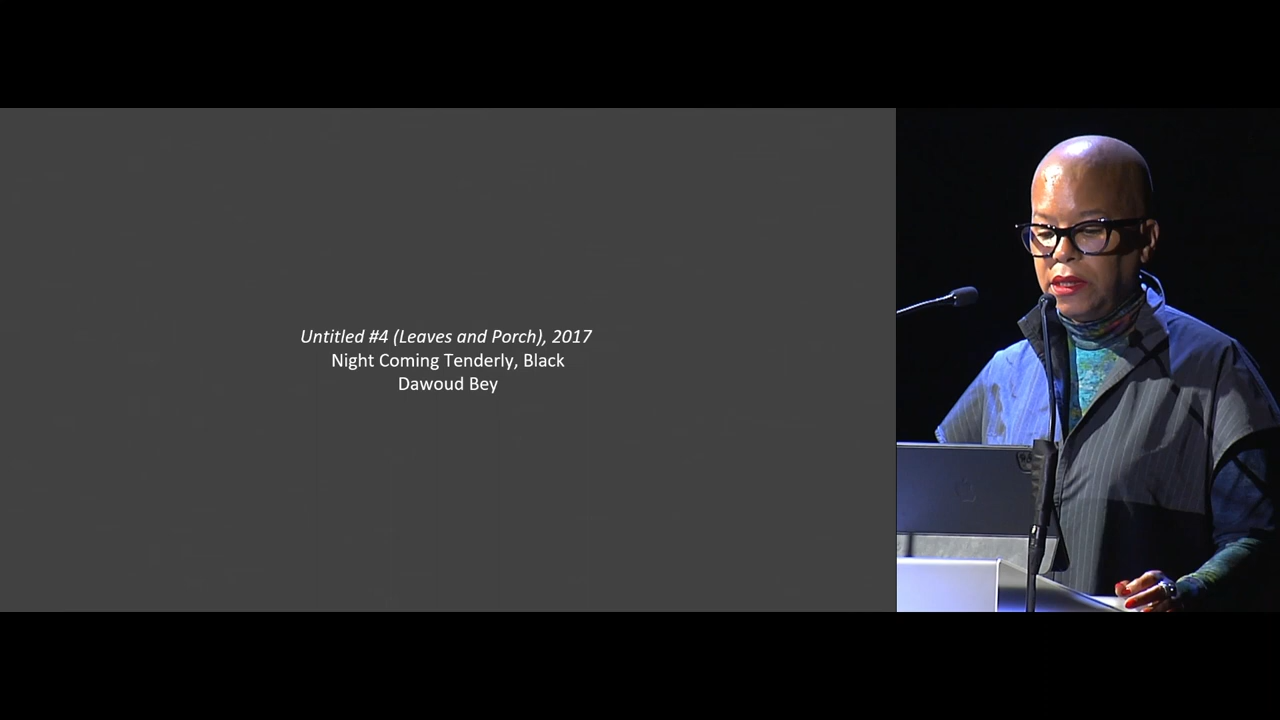 Untitled #4 (Leaves and Porch), 2017
Night Coming Tenderly, Black
Dawoud Bey